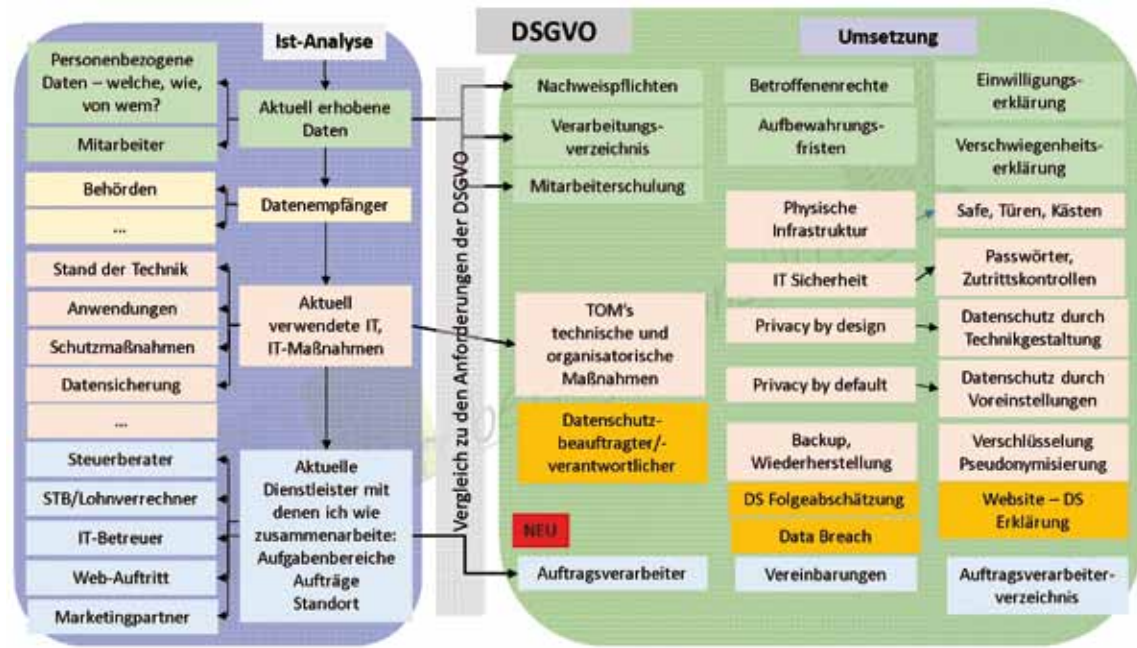 Ist-Analyse
Personenbezogene
Daten – welche, wie,
von wem?
Mitarbeiter
Aktuell erhobene
Daten
Behörden
...
Datenempfänger
Stand der Technik
Anwendungen
Schutzmaßnahmen
Datensicherung
...
Aktuell
verwendete IT,
IT-Maßnahmen
Steuerberater
STB/Lohnverrechner
IT-Betreuer
Web-Auftritt
Marketingpartner
Aktuelle
Dienstleister mit
denen ich wie
zusammenarbeite:
Aufgabenbereiche
Aufträge
Standort
Vergleich zu den Anforderungen der DSGVO
DSGVO
Umsetzung
Nachweispflichten
Verarbeitungs-
verzeichnis
Mitarbeiterschulung
TOM's
technische und
organisatorische
Maßnahmen
Datenschutz-
beauftragter/-
verantwortlicher
NEU
Auftragsverarbeiter
Betroffenenrechte
Aufbewahrungs-
fristen
Physische
Infrastruktur
IT Sicherheit
Privacy by design
Privacy by default
Backup,
Wiederherstellung
DS Folgeabschätzung
Data Breach
Vereinbarungen
Einwilligungs-
erklärung
Verschwiegenheits-
erklärung
Safe, Türen, Kästen
Passwörter,
Zutrittskontrollen
Datenschutz durch
Technikgestaltung
Datenschutz durch
Voreinstellungen
Verschlüsselung
Pseudonymisierung
Website – DS
Erklärung
Auftragsverarbeiter-
verzeichnis